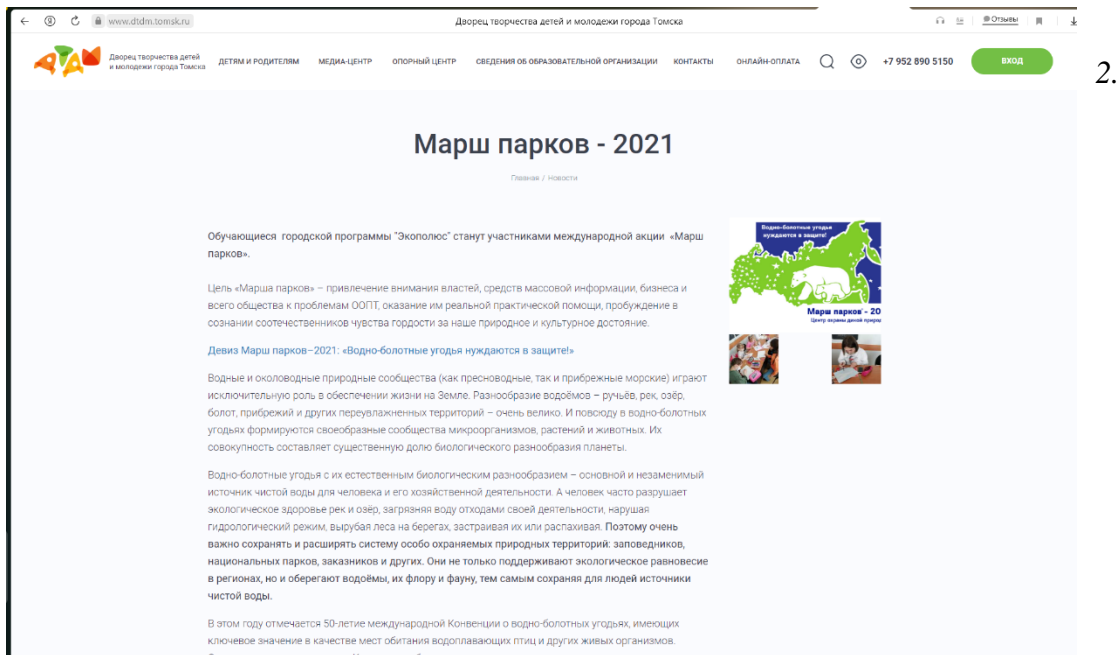 www.dtdm.tomsk.ru
Дворец творчества детей и молодежи города Томска
Отзывы
Дворец творчества детей
и молодежи города Томска
ДЕТЯМ И РОДИТЕЛЯМ
МЕДИА-ЦЕНТР
ОПОРНЫЙ ЦЕНТР
СВЕДЕНИЯ ОБ ОБРАЗОВАТЕЛЬНОЙ ОРГАНИЗАЦИИ
КОНТАКТЫ
ОНЛАЙН-ОПЛАТА
+7 952 890 5150
ВХОД
2.
Марш парков - 2021
Главная / Новости
Обучающиеся городской программы "Экополюс" станут участниками международной акции «Марш
парков».
Цель «Марша парков» – привлечение внимания властей, средств массовой информации, бизнеса и
всего общества к проблемам ООПТ, оказание им реальной практической помощи, пробуждение в
сознании соотечественников чувства гордости за наше природное и культурное достояние.
Девиз Марш парков–2021: «Водно-болотные угодья нуждаются в защите!»
Водные и околоводные природные сообщества (как пресноводные, так и прибрежные морские) играют
исключительную роль в обеспечении жизни на Земле. Разнообразие водоёмов – ручьёв, рек, озёр,
болот, прибрежий и других переувлажненных территорий – очень велико. И повсюду в водно-болотных
угодьях формируются своеобразные сообщества микроорганизмов, растений и животных. Их
совокупность составляет существенную долю биологического разнообразия планеты.
Водно-болотные угодья с их естественным биологическим разнообразием – основной и незаменимый
источник чистой воды для человека и его хозяйственной деятельности. А человек часто разрушает
экологическое здоровье рек и озёр, загрязняя воду отходами своей деятельности, нарушая
гидрологический режим, вырубая леса на берегах, застраивая их или распахивая. Поэтому очень
важно сохранять и расширять систему особо охраняемых природных территорий: заповедников,
национальных парков, заказников и других. Они не только поддерживают экологическое равновесие
в регионах, но и оберегают водоёмы, их флору и фауну, тем самым сохраняя для людей источники
чистой воды.
В этом году отмечается 50-летие международной Конвенции о водно-болотных угодьях, имеющих
ключевое значение в качестве мест обитания водоплавающих птиц и других живых организмов.
Водно-болотные угодья
нуждаются в защите!
Марш парков - 20
Центр охраны дикой природ